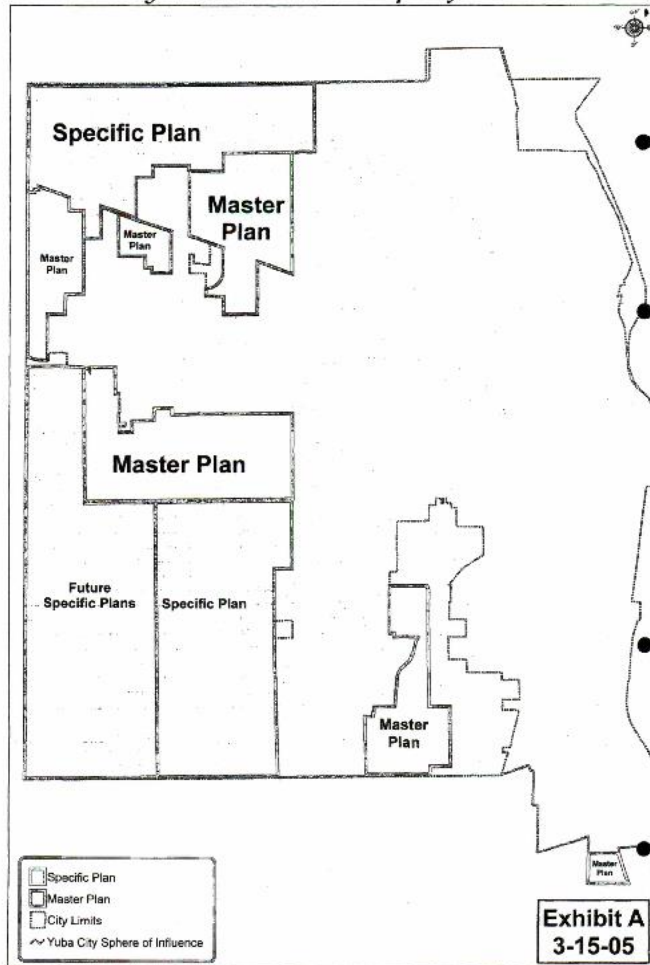 Specific Plan
Master
Plan
Master
Plan
Master
Plan
Master Plan
Future
Specific Plans
Specific Plan
Master
Plan
Master
Plan
Specific Plan
Master Plan
City Limits
Yuba City Sphere of Influence
Exhibit A
3-15-05